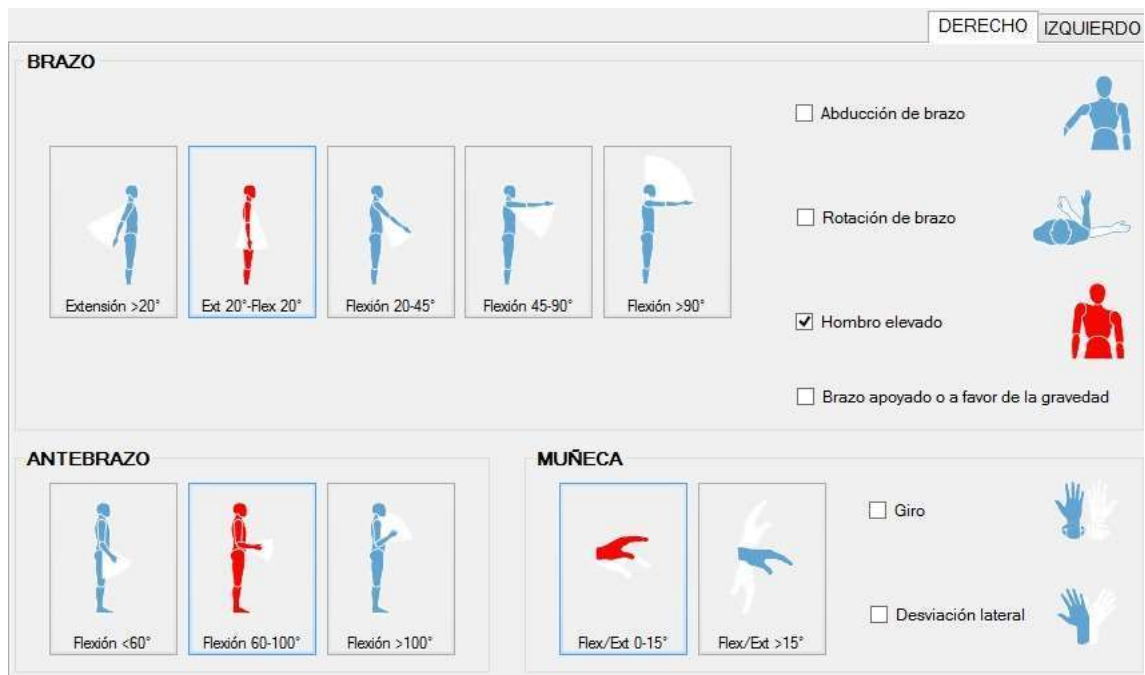 DERECHO IZQUIERDO
BRAZO
Abducción de brazo
Rotación de brazo
Extensión >20° Ext 20°-Flex 20° Flexión 20-45° Flexión 45-90° Flexión >90°
Hombro elevado
Brazo apoyado o a favor de la gravedad
ANTEBRAZO
Flexión <60° Flexión 60-100° Flexión >100°
MUÑECA
Flex/Ext 0-15° Flex/Ext >15°
Giro
Desviación lateral